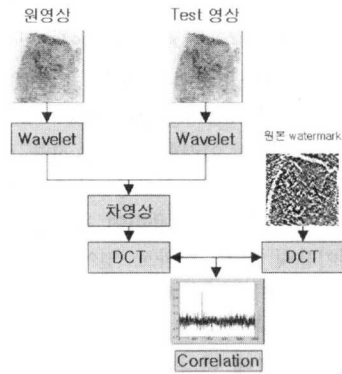 원영상 Test 영상
Wavelet Wavelet
원본 watermark
차영상
DCT DCT
Correlation